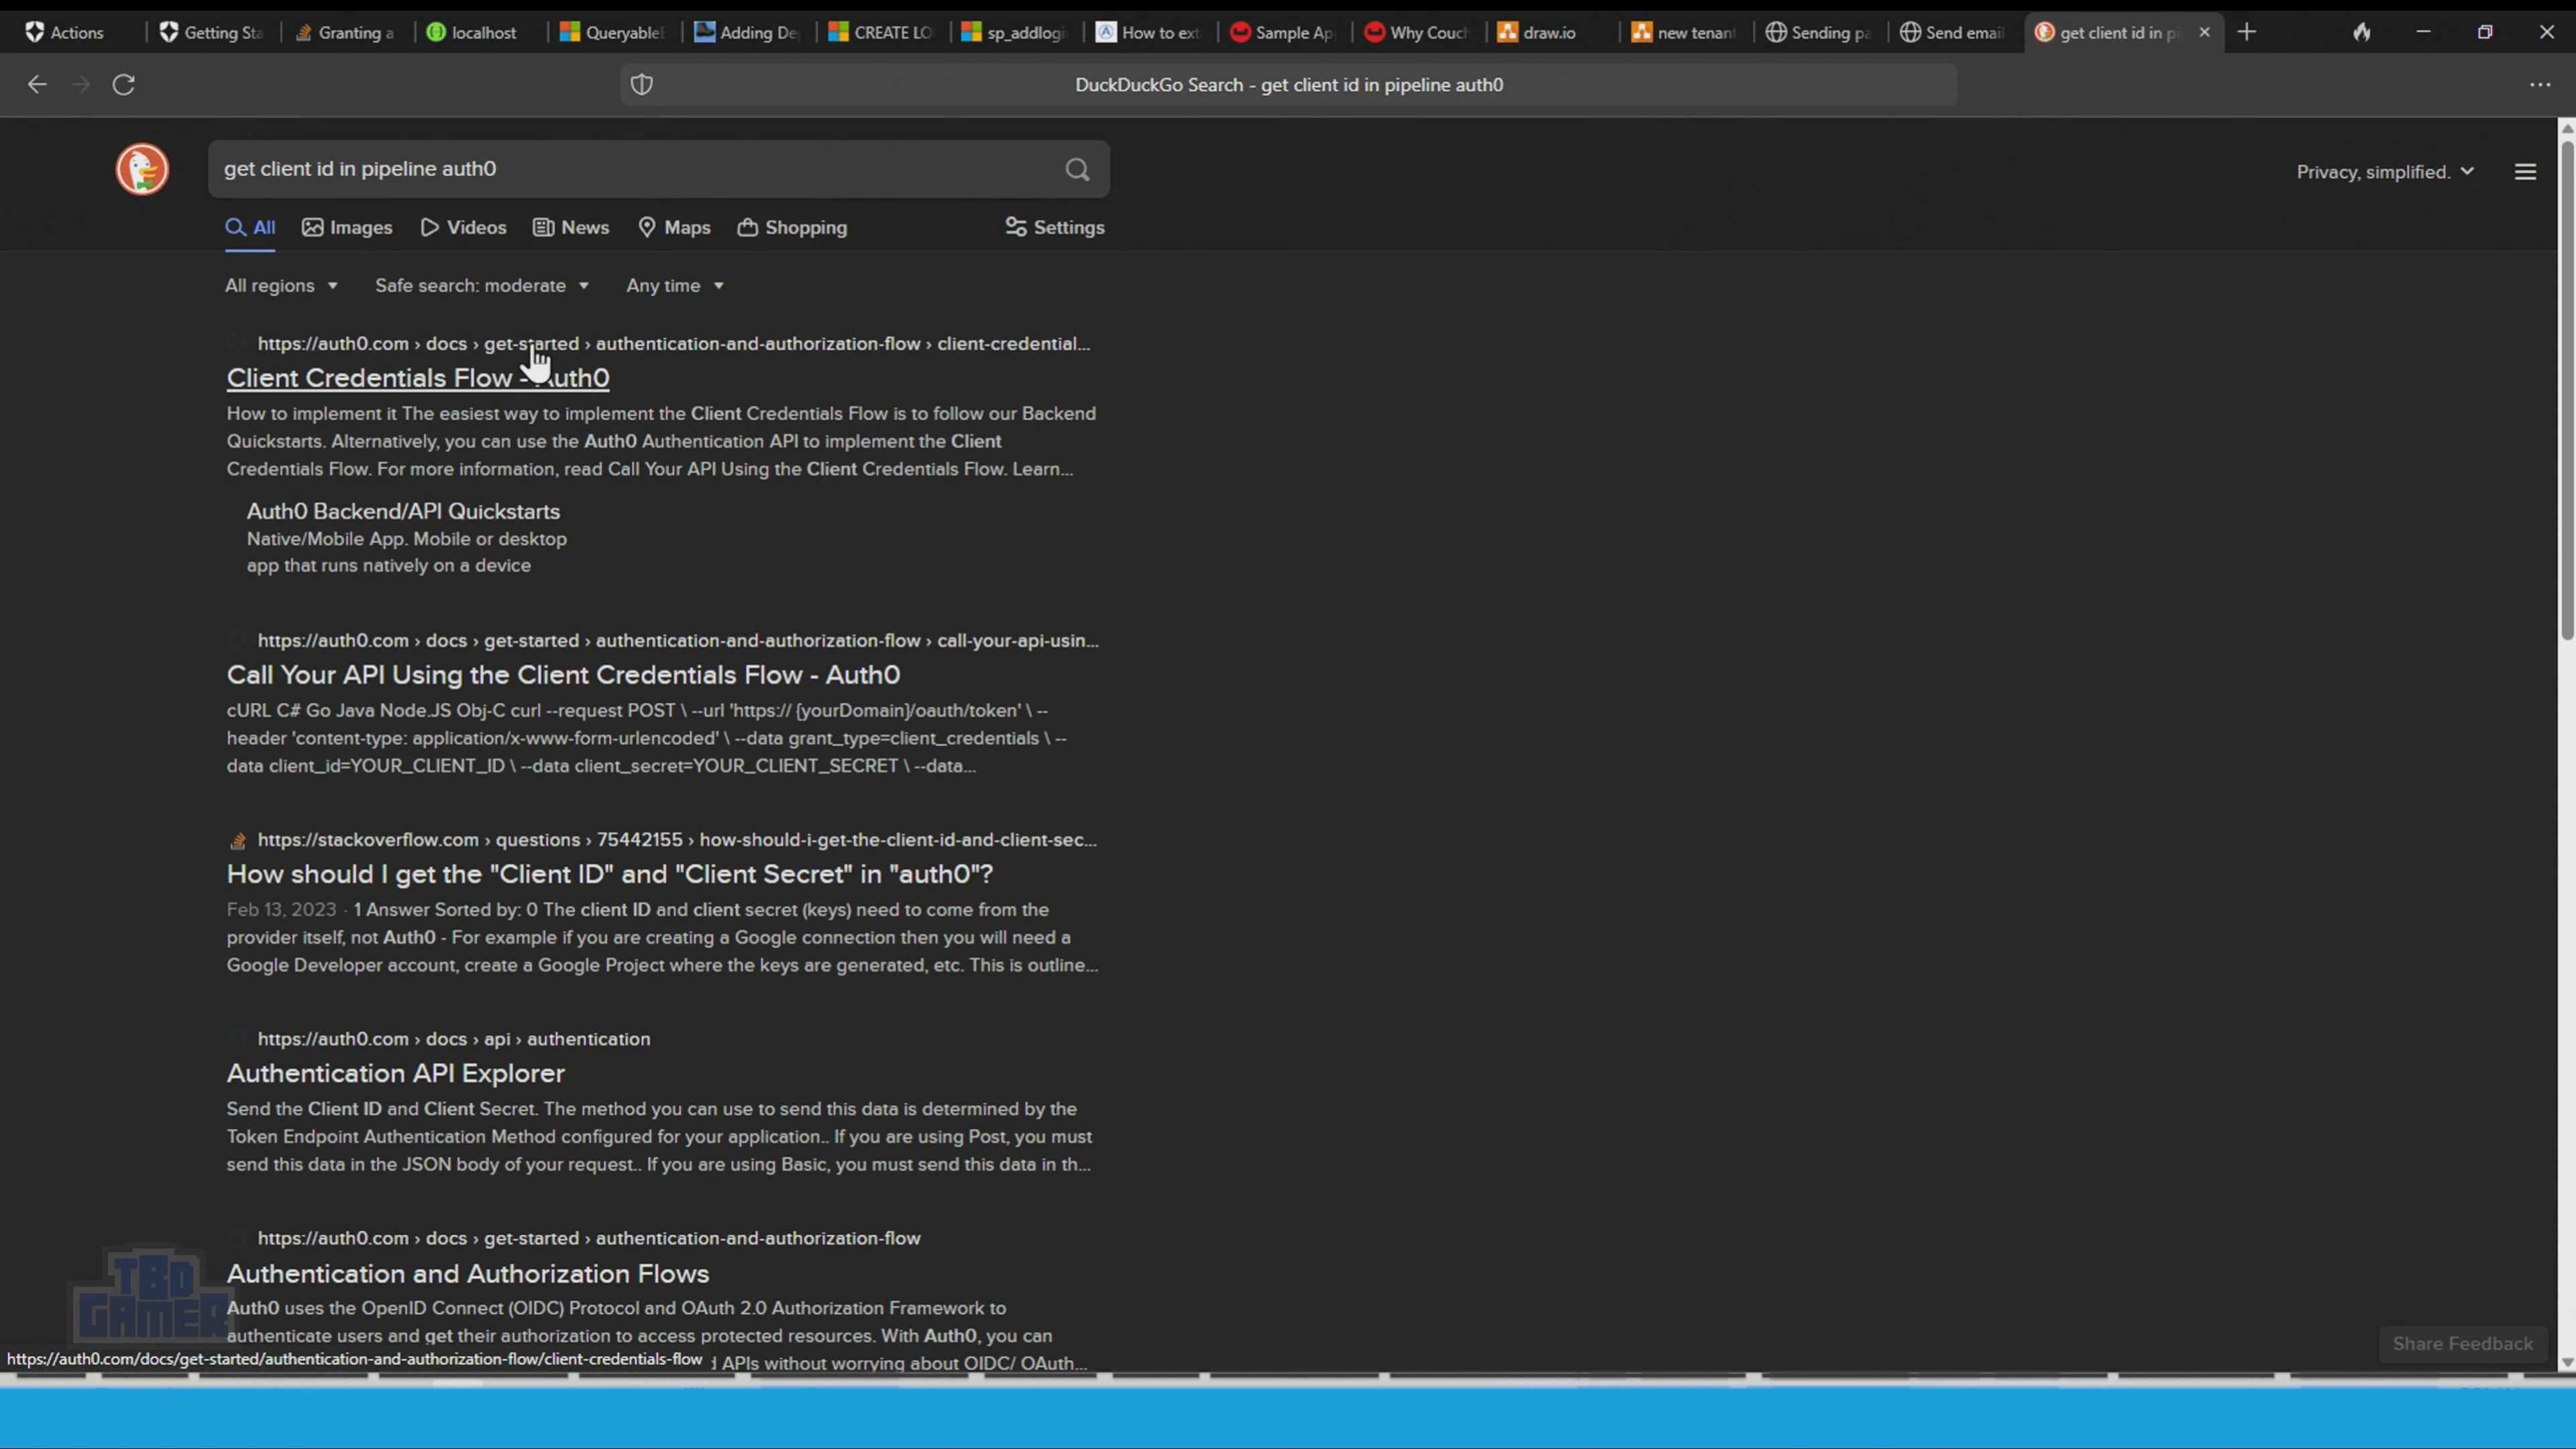 Actions
Getting Sta
Granting a
localhost
Queryable
Adding De
CREATE LO
sp_addlogi
How to ext
Sample Ap
Why Couch
draw.io
new tenant
Sending pa
Send email
get client id in pi
DuckDuckGo Search - get client id in pipeline auth0
get client id in pipeline auth0
Privacy, simplified.
All
Images
Videos
News
Maps
Shopping
Settings
All regions
Safe search: moderate
Any time
https://auth0.com › docs › get-started › authentication-and-authorization-flow › client-credential...
Client Credentials Flow - Auth0
How to implement it The easiest way to implement the Client Credentials Flow is to follow our Backend
Quickstarts. Alternatively, you can use the Auth0 Authentication API to implement the Client
Credentials Flow. For more information, read Call Your API Using the Client Credentials Flow. Learn...
Auth0 Backend/API Quickstarts
Native/Mobile App. Mobile or desktop
app that runs natively on a device
https://auth0.com › docs › get-started › authentication-and-authorization-flow › call-your-api-usin...
Call Your API Using the Client Credentials Flow - Auth0
cURL C# Go Java Node.JS Obj-C curl --request POST \ --url 'https:// {yourDomain}/oauth/token' \ --
header 'content-type: application/x-www-form-urlencoded' \ --data grant_type=client_credentials \ --
data client_id=YOUR_CLIENT_ID \ --data client_secret=YOUR_CLIENT_SECRET \ --data...
https://stackoverflow.com › questions › 75442155 › how-should-i-get-the-client-id-and-client-sec...
How should I get the "Client ID" and "Client Secret" in "auth0"?
Feb 13, 2023 · 1 Answer Sorted by: 0 The client ID and client secret (keys) need to come from the
provider itself, not Auth0 - For example if you are creating a Google connection then you will need a
Google Developer account, create a Google Project where the keys are generated, etc. This is outline...
https://auth0.com › docs › api › authentication
Authentication API Explorer
Send the Client ID and Client Secret. The method you can use to send this data is determined by the
Token Endpoint Authentication Method configured for your application.. If you are using Post, you must
send this data in the JSON body of your request.. If you are using Basic, you must send this data in th...
https://auth0.com › docs › get-started › authentication-and-authorization-flow
Authentication and Authorization Flows
Auth0 uses the OpenID Connect (OIDC) Protocol and OAuth 2.0 Authorization Framework to
authenticate users and get their authorization to access protected resources. With Auth0, you can
APIs without worrying about OIDC/ OAuth...
TBD
GAMER
Share Feedback
https://auth0.com/docs/get-started/authentication-and-authorization-flow/client-credentials-flow